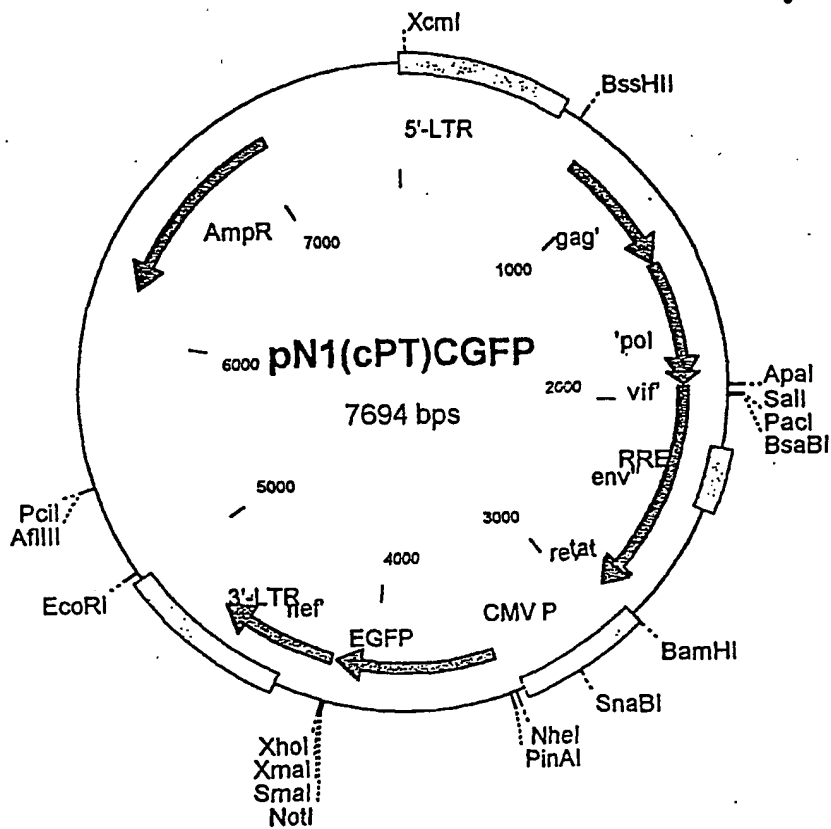 XcmI
BssHII
5'-LTR
AmpR
7000
gag'
1000
'pol
pN1(cPT)CGFP
6000
7694 bps
2000
vif'
ApaI
SalI
PacI
BsaBI
RRE
env''
5000
3000
PciI
AflIII
retat
4000
EcoRI
3'-LTR
nef'
EGFP
CMV P
BamHI
SnaBI
NheI
PinAI
XhoI
XmaI
SmaI
NotI